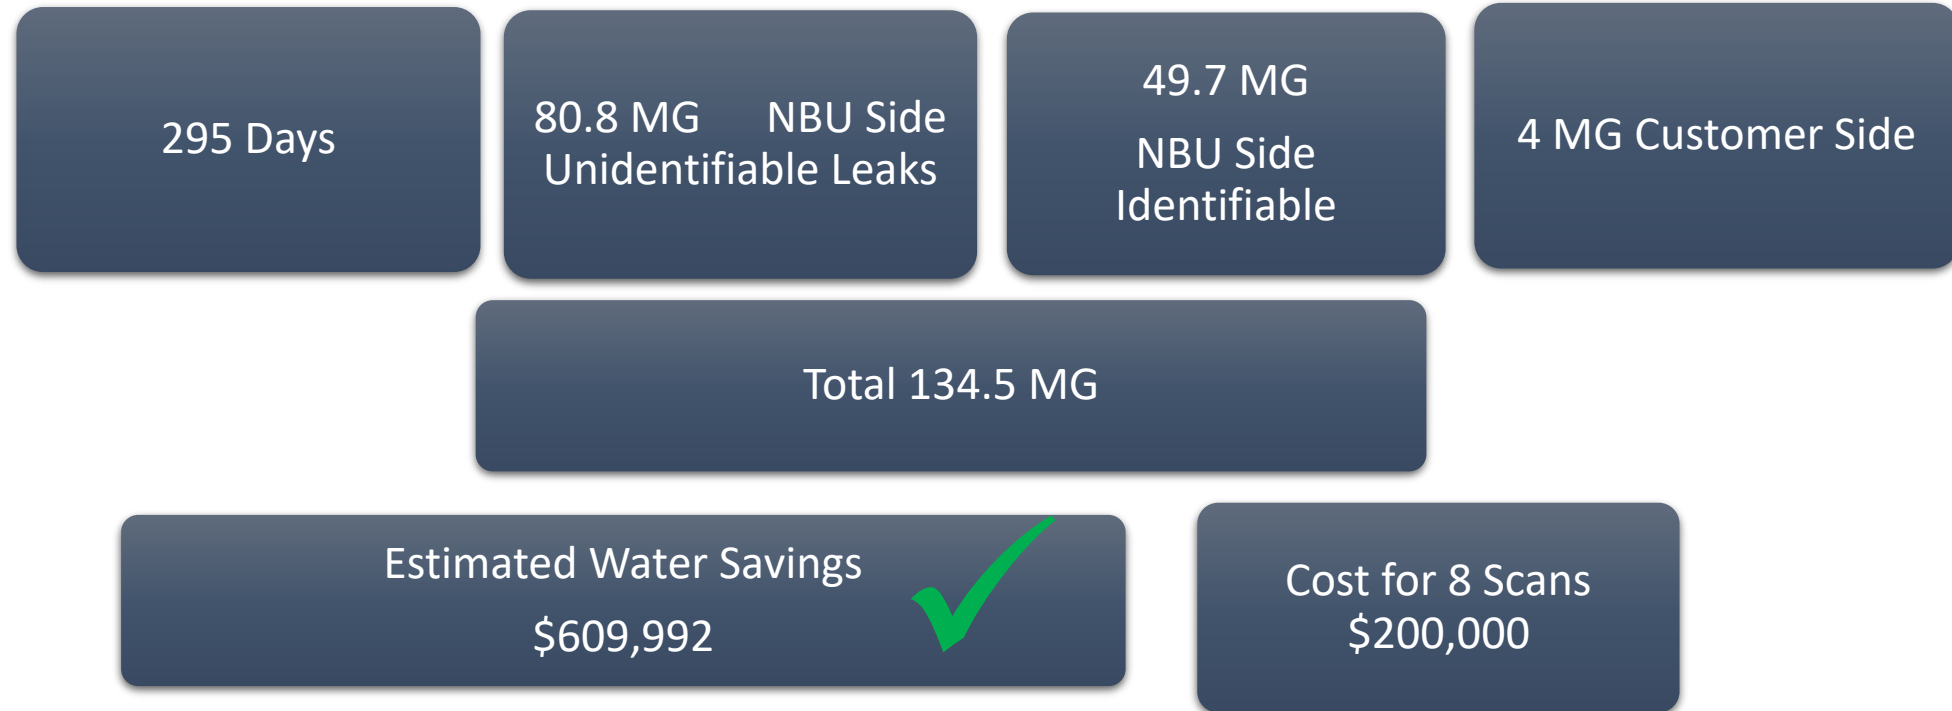 295 Days
80.8 MG NBU Side
Unidentifiable Leaks
49.7 MG
NBU Side
Identifiable
4 MG Customer Side
Total 134.5 MG
Estimated Water Savings
$609,992
Cost for 8 Scans
$200,000